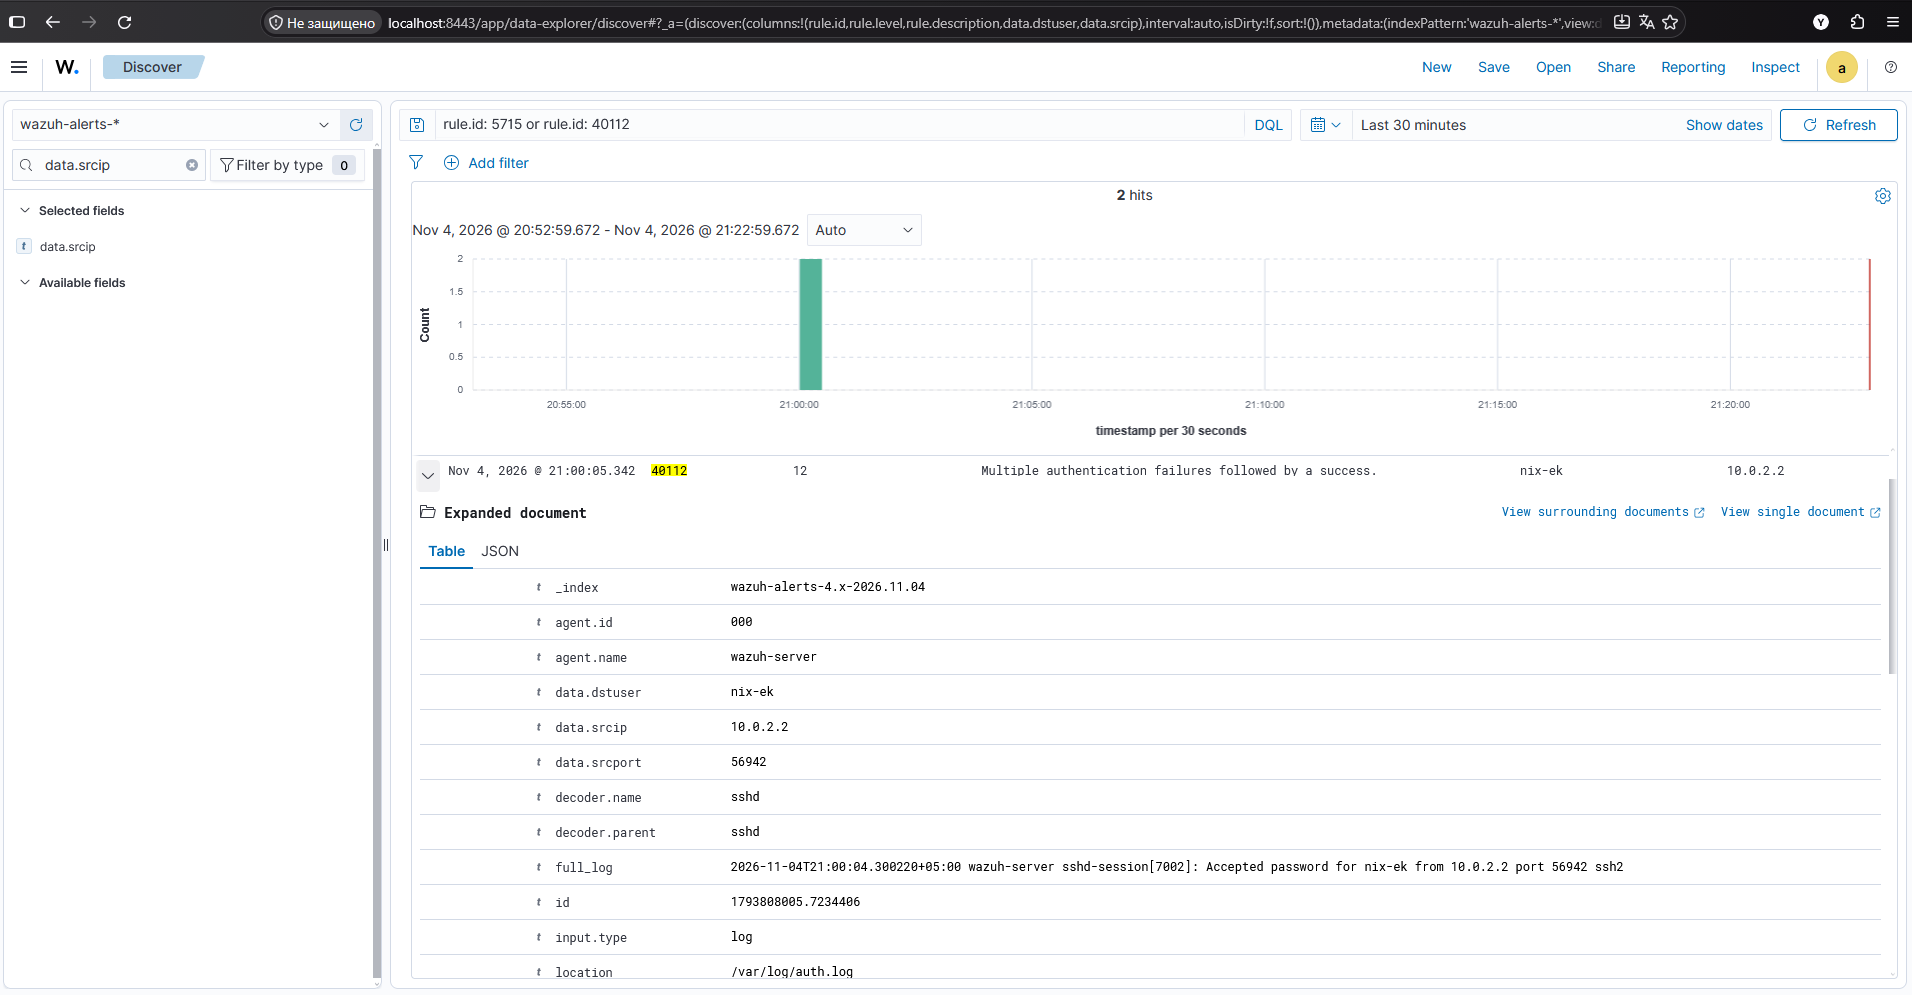 Не защищено localhost:8443/app/data-explorer/discover#?_a=(discover:(columns:!(rule.id,rule.level,rule.description,data.dstuser,data.srcip),interval:auto,isDirty:!f,sort:!()),metadata:(indexPattern:'wazuh-alerts-*',view:d
Y
W. Discover New Save Open Share Reporting Inspect a
wazuh-alerts-*
rule.id: 5715 or rule.id: 40112 DQL Last 30 minutes Show dates Refresh
data.srcip Filter by type 0
Add filter
Selected fields
t data.srcip
Available fields
2 hits
Nov 4, 2026 @ 20:52:59.672 - Nov 4, 2026 @ 21:22:59.672 Auto
Count
2
1.5
1
0.5
0
20:55:00 21:00:00 21:05:00 21:10:00 21:15:00 21:20:00
timestamp per 30 seconds
Nov 4, 2026 @ 21:00:05.342 40112 12 Multiple authentication failures followed by a success. nix-ek 10.0.2.2
Expanded document View surrounding documents View single document
Table JSON
t _index wazuh-alerts-4.x-2026.11.04
t agent.id 000
t agent.name wazuh-server
t data.dstuser nix-ek
t data.srcip 10.0.2.2
t data.srcport 56942
t decoder.name sshd
t decoder.parent sshd
t full_log 2026-11-04T21:00:04.300220+05:00 wazuh-server sshd-session[7002]: Accepted password for nix-ek from 10.0.2.2 port 56942 ssh2
t id 1793808005.7234406
t input.type log
t location /var/log/auth.log